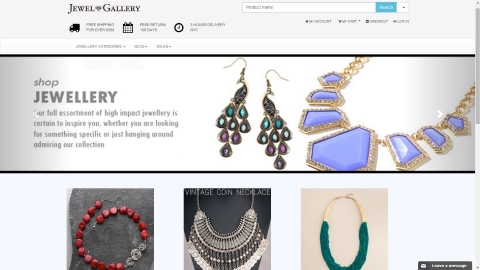 JEWEL GALLERY
Product name
Search
FREE SHIPPING
FOR OVER $500
FREE RETURN
100 DAYS
3 HOURS DELIVERY
NYC
MY ACCOUNT
MY CART
CHECKOUT
LOG IN
JEWELLERY CATEGORIES
BLOG
SALES
shop
JEWELLERY
Our full assortment of high impact jewellery is
certain to inspire you, whether you are looking
for something specific or just hanging around
admiring our collection
VINTAGE COIN NECKLACE
Leave a message